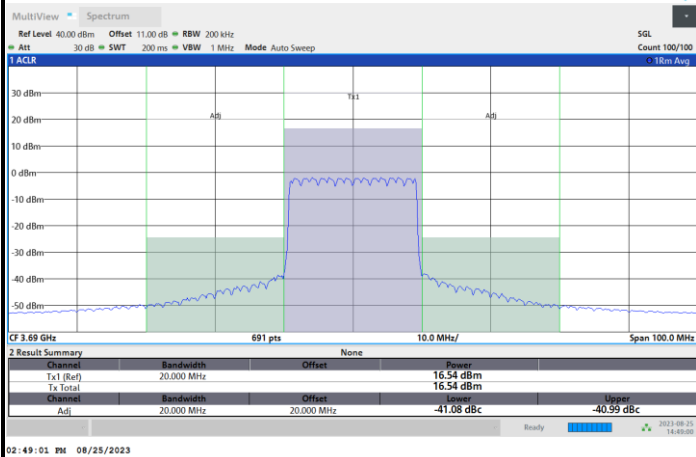 MultiView Spectrum
Ref Level 40.00 dBm Offset 11.00 dB RBW 200 kHz SGL
Att 30 dB SWT 200 ms VBW 1 MHz Mode Auto Sweep Count 100/100
1 ACLR 1Rm Avg
30 dBm
Tx1
20 dBm
Adj Adj
10 dBm
0 dBm
-10 dBm
-20 dBm
-30 dBm
-40 dBm
-50 dBm
CF 3.69 GHz 691 pts 10.0 MHz/ Span 100.0 MHz
2 Result Summary None
Channel Bandwidth Offset Power
Tx1 (Ref) 20.000 MHz 16.54 dBm
Tx Total 16.54 dBm
Channel Bandwidth Offset Lower Upper
Adj 20.000 MHz 20.000 MHz -41.08 dBc -40.99 dBc
Ready 2023-08-25
14:49:00
02:49:01 PM 08/25/2023